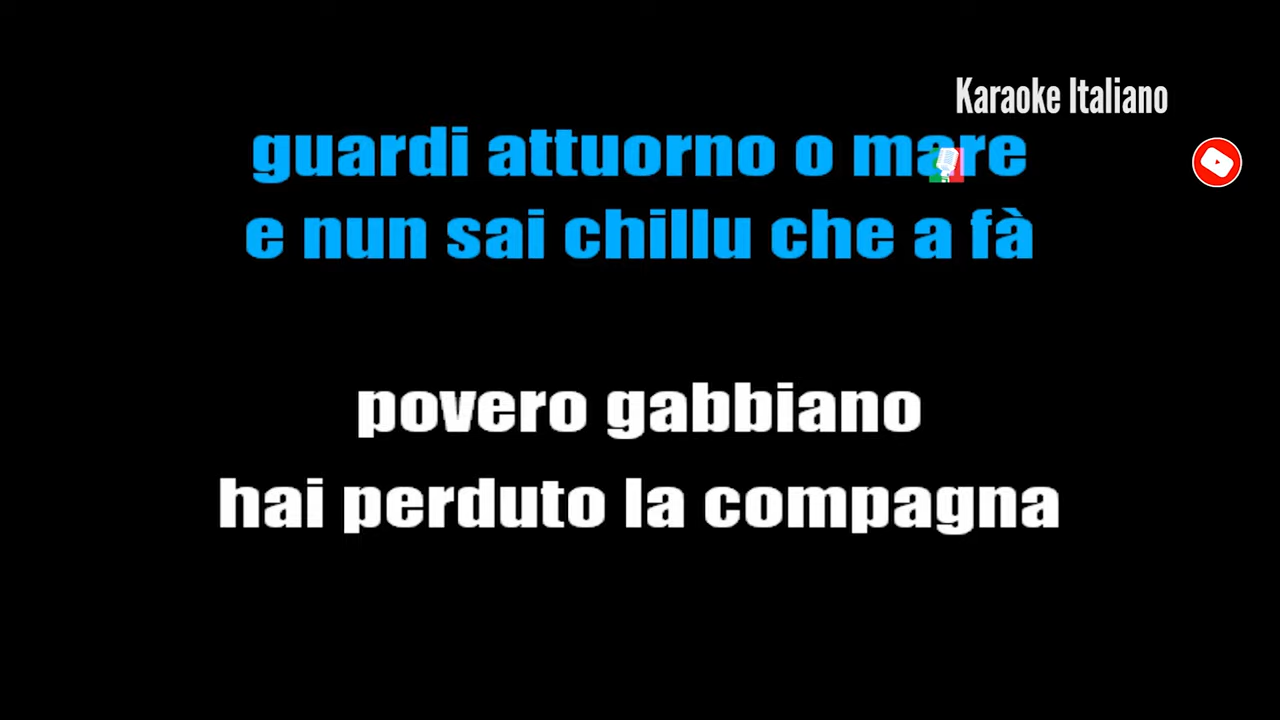 Karaoke Italiano
guardi attuorno o mare
e nun sai chillu che a fà
povero gabbiano
hai perduto la compagna